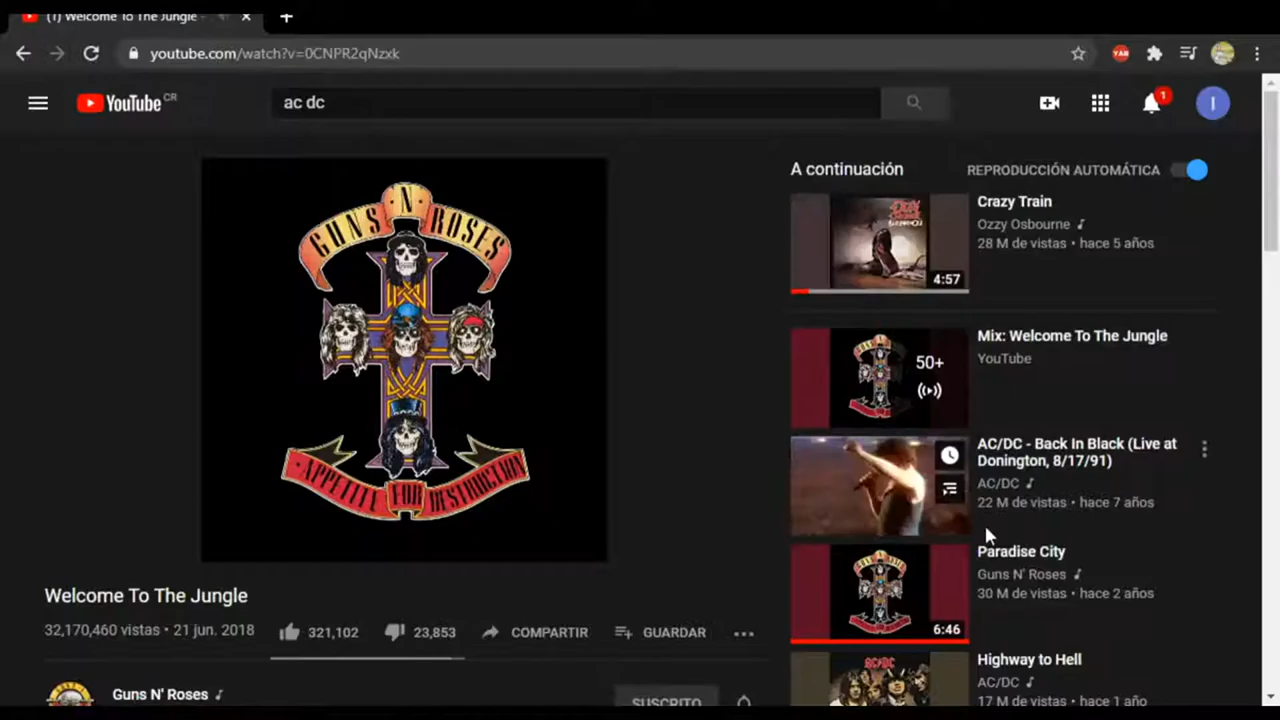 (1) Welcome To The Jungle -
youtube.com/watch?v=0CNPR2qNzxk
YouTube CR
ac dc
1
I
GUNS N' ROSES
APPETITE FOR DESTRUCTION
Welcome To The Jungle
32,170,460 vistas • 21 jun. 2018
321,102
23,853
COMPARTIR
GUARDAR
Guns N' Roses
SUSCRITO
A continuación
REPRODUCCIÓN AUTOMÁTICA
Crazy Train
Ozzy Osbourne
28 M de vistas • hace 5 años
4:57
Mix: Welcome To The Jungle
YouTube
50+
AC/DC - Back In Black (Live at
Donington, 8/17/91)
AC/DC
22 M de vistas • hace 7 años
Paradise City
Guns N' Roses
30 M de vistas • hace 2 años
6:46
Highway to Hell
AC/DC
17 M de vistas • hace 1 año
AC/DC